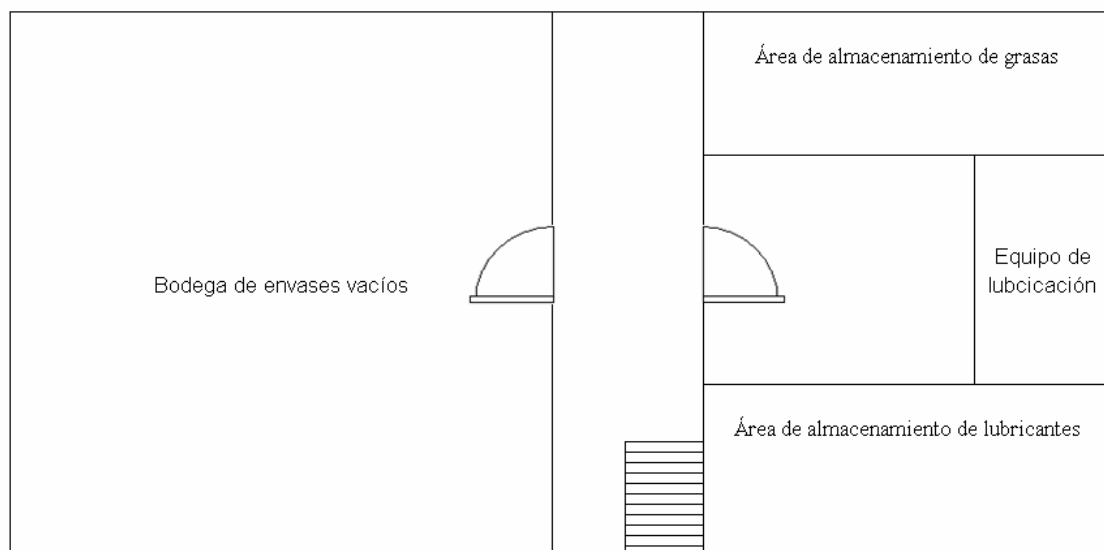 Área de almacenamiento de grasas
Bodega de envases vacíos
Equipo de
lubcicación
Área de almacenamiento de lubricantes